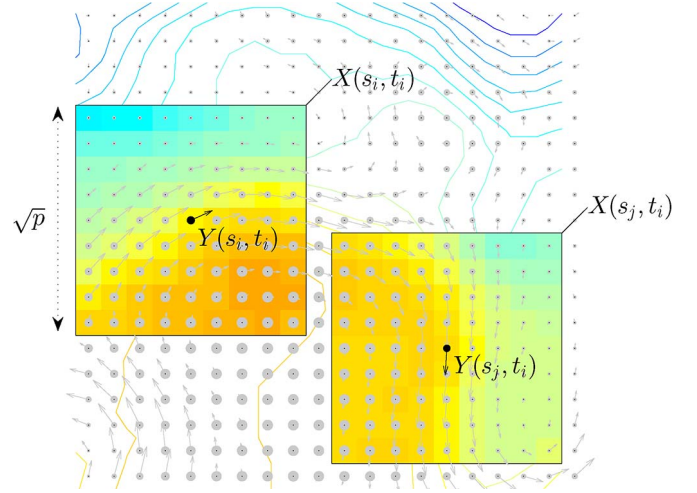 X(s_i, t_i)
X(s_j, t_i)
√p
Y(s_i, t_i)
Y(s_j, t_i)